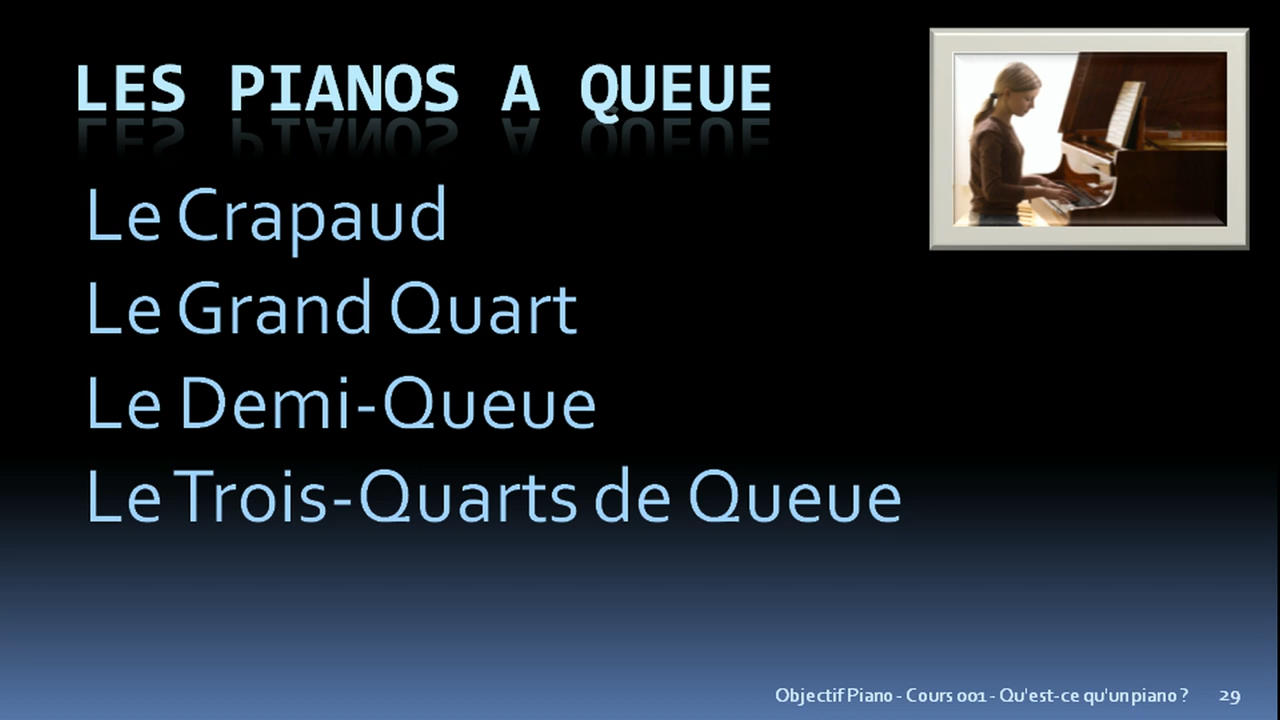 LES PIANOS A QUEUE
Le Crapaud
Le Grand Quart
Le Demi-Queue
Le Trois-Quarts de Queue
Objectif Piano - Cours 001 - Qu'est-ce qu'un piano ? 29